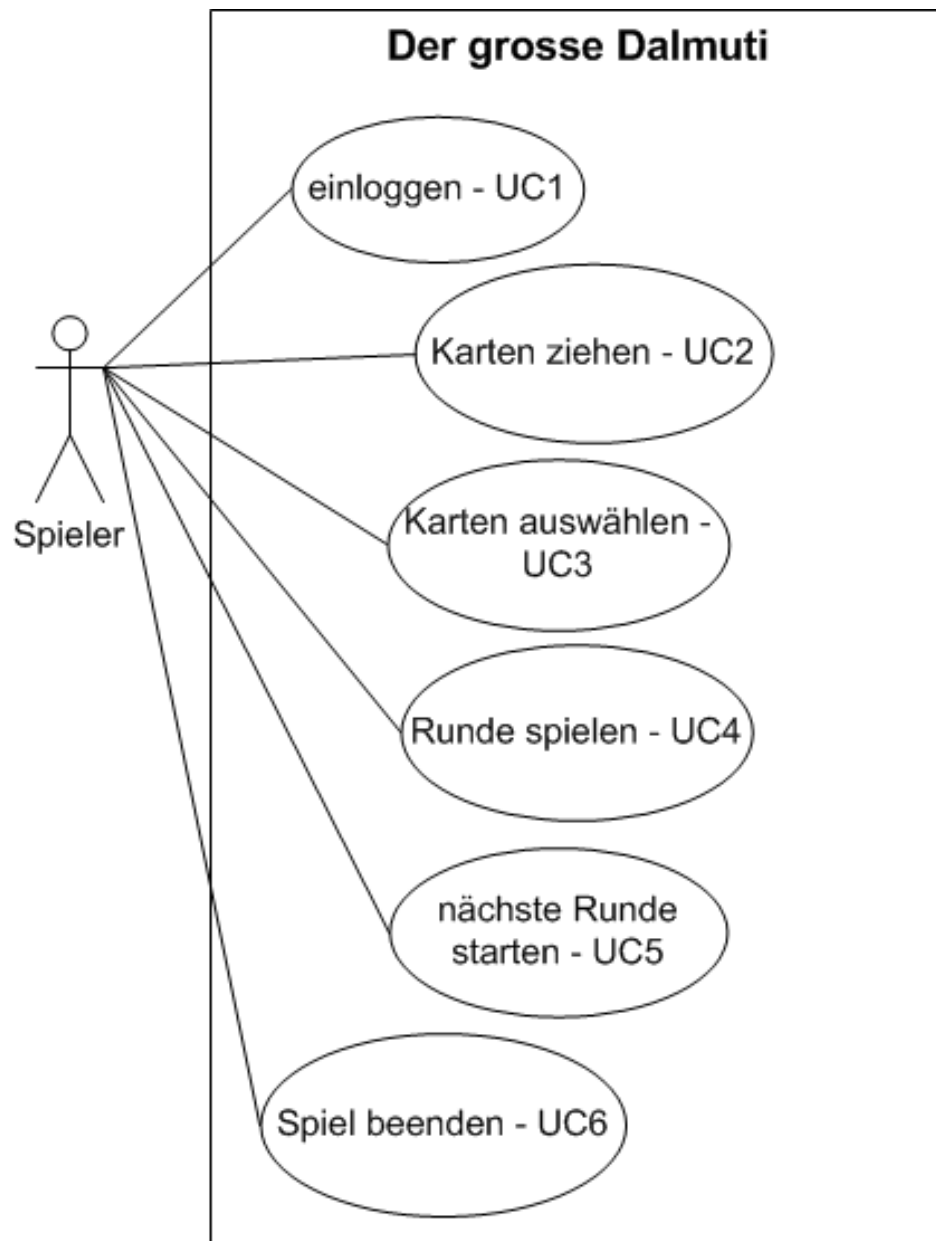 Der grosse Dalmuti
einloggen - UC1
Karten ziehen - UC2
Spieler
Karten auswählen -
UC3
Runde spielen - UC4
nächste Runde
starten - UC5
Spiel beenden - UC6